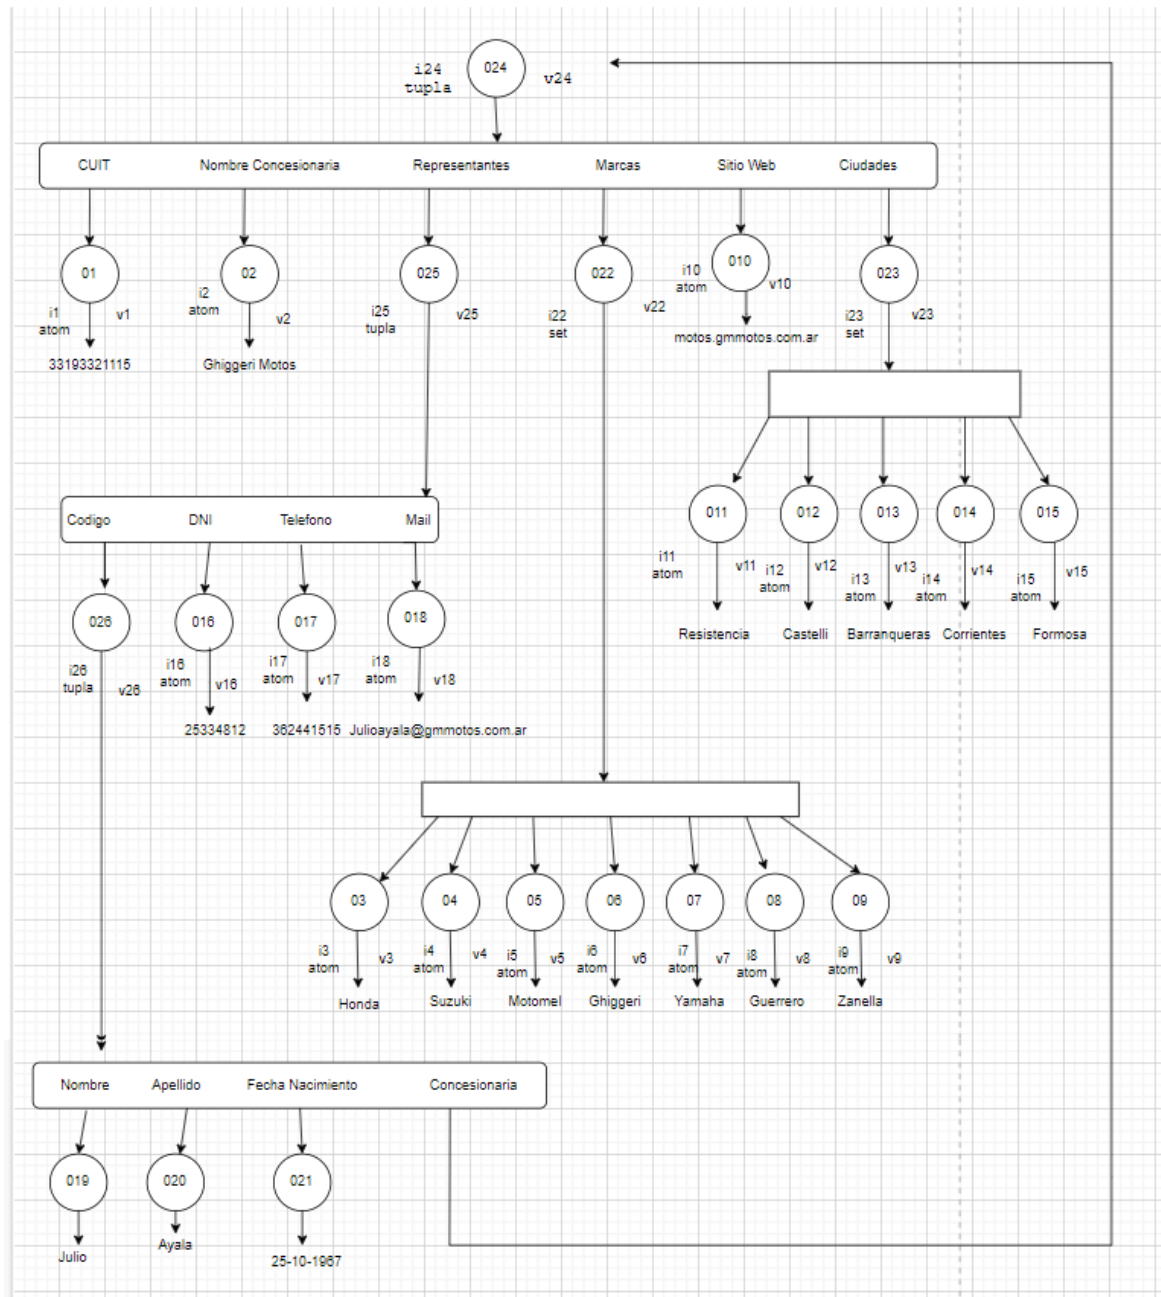 i24
tupla
024
v24
CUIT
Nombre Concesionaria
Representantes
Marcas
Sitio Web
Ciudades
01
02
025
022
010
023
i1
atom
v1
i2
atom
v2
i25
tupla
v25
i22
set
v22
i10
atom
v10
i23
set
v23
33193321115
Ghiggeri Motos
motos.gmmotos.com.ar
011
012
013
014
015
i11
atom
v11
i12
atom
v12
i13
atom
v13
i14
atom
v14
i15
atom
v15
Resistencia
Castelli
Barranqueras
Corrientes
Formosa
Codigo
DNI
Telefono
Mail
026
016
017
018
i26
tupla
v26
i16
atom
v16
i17
atom
v17
i18
atom
v18
25334812
362441515
Julioayala@gmmotos.com.ar
03
04
05
06
07
08
09
i3
atom
v3
i4
atom
v4
i5
atom
v5
i6
atom
v6
i7
atom
v7
i8
atom
v8
i9
atom
v9
Honda
Suzuki
Motomel
Ghiggeri
Yamaha
Guerrero
Zanella
Nombre
Apellido
Fecha Nacimiento
Concesionaria
019
020
021
Julio
Ayala
25-10-1967